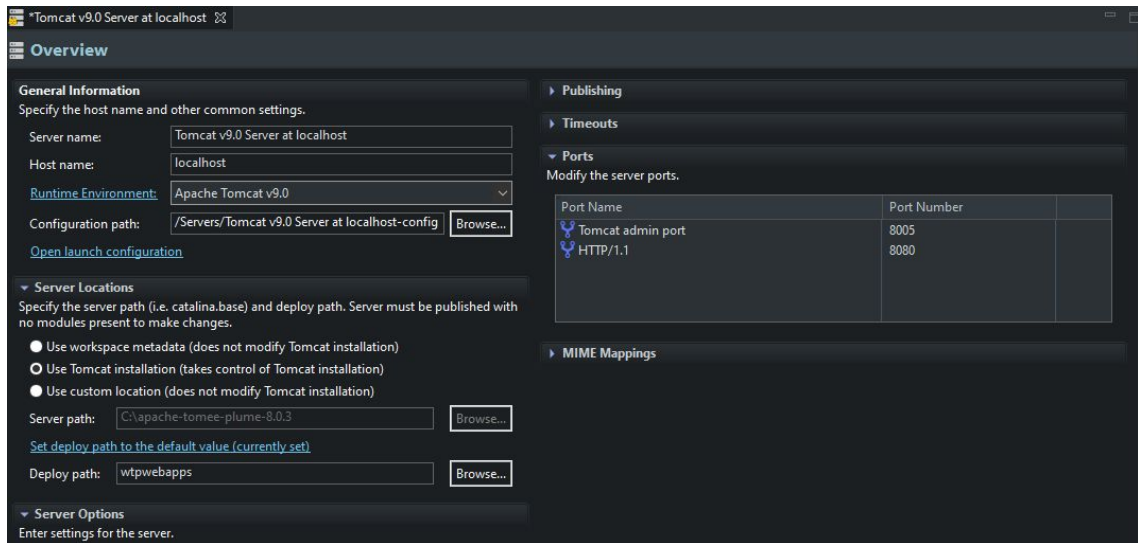 *Tomcat v9.0 Server at localhost
Overview
General Information
Specify the host name and other common settings.
Server name: Tomcat v9.0 Server at localhost
Host name: localhost
Runtime Environment: Apache Tomcat v9.0
Configuration path: /Servers/Tomcat v9.0 Server at localhost-config Browse...
Open launch configuration
Server Locations
Specify the server path (i.e. catalina.base) and deploy path. Server must be published with
no modules present to make changes.
Use workspace metadata (does not modify Tomcat installation)
Use Tomcat installation (takes control of Tomcat installation)
Use custom location (does not modify Tomcat installation)
Server path: C:\apache-tomee-plume-8.0.3 Browse...
Set deploy path to the default value (currently set)
Deploy path: wtpwebapps Browse...
Server Options
Enter settings for the server.
Publishing
Timeouts
Ports
Modify the server ports.
Port Name Port Number
Tomcat admin port 8005
HTTP/1.1 8080
MIME Mappings